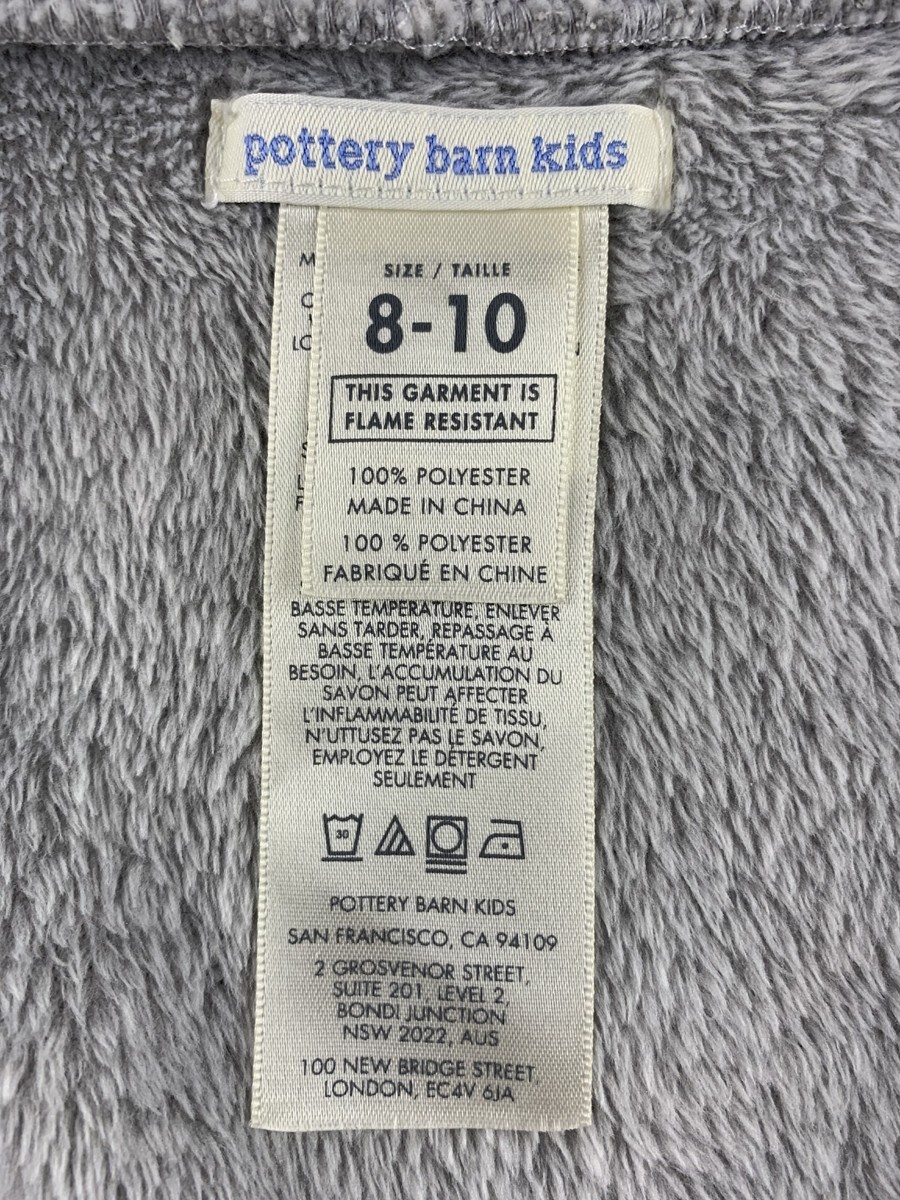 pottery barn kids
SIZE / TAILLE
8-10
THIS GARMENT IS
FLAME RESISTANT
100% POLYESTER
MADE IN CHINA
100 % POLYESTER
FABRIQUÉ EN CHINE
BASSE TEMPÉRATURE, ENLEVER
SANS TARDER, REPASSAGE À
BASSE TEMPÉRATURE AU
BESOIN, L'ACCUMULATION DU
SAVON PEUT AFFECTER
L'INFLAMMABILITÉ DE TISSU,
N'UTTUSEZ PAS LE SAVON,
EMPLOYEZ LE DÉTERGENT
SEULEMENT
30
POTTERY BARN KIDS
SAN FRANCISCO, CA 94109
2 GROSVENOR STREET,
SUITE 201, LEVEL 2,
BONDI JUNCTION
NSW 2022, AUS
100 NEW BRIDGE STREET,
LONDON, EC4V 6JA